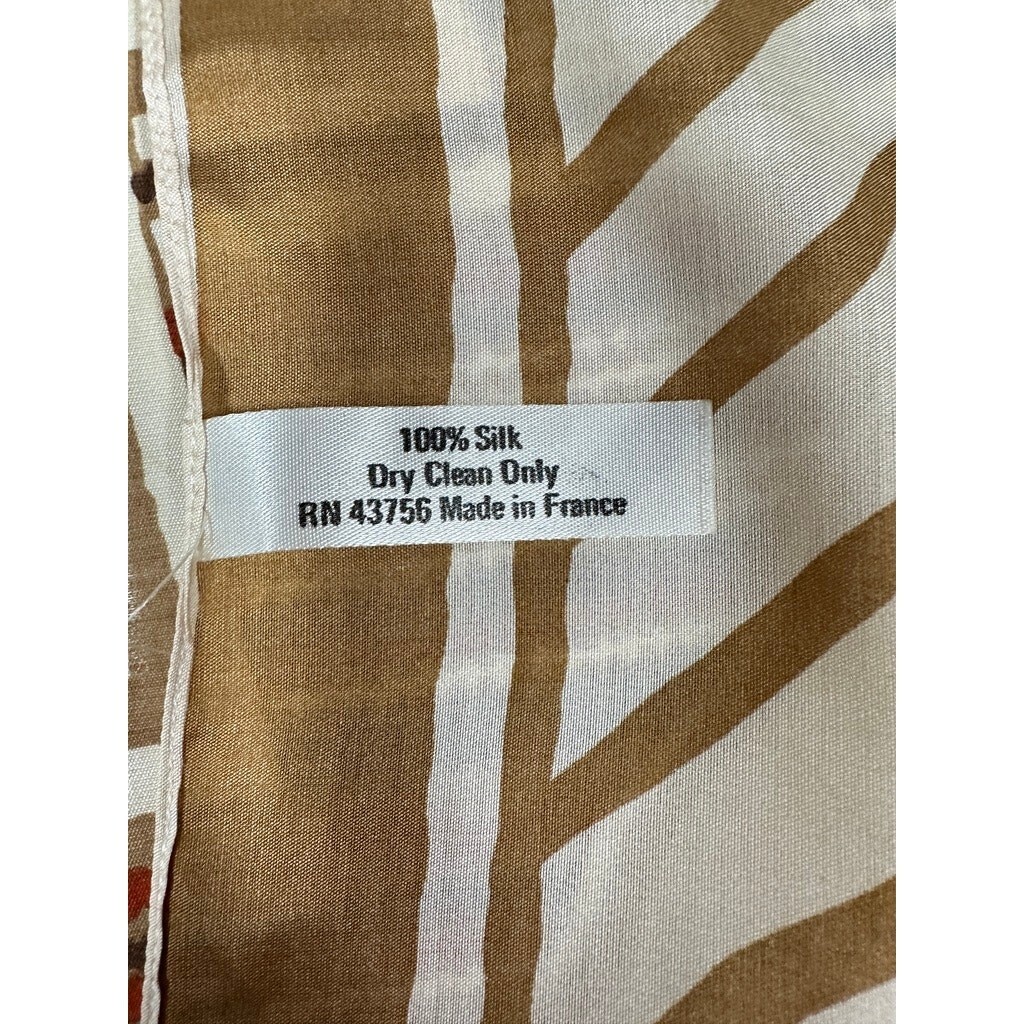 100% Silk
Dry Clean Only
RN 43756 Made in France